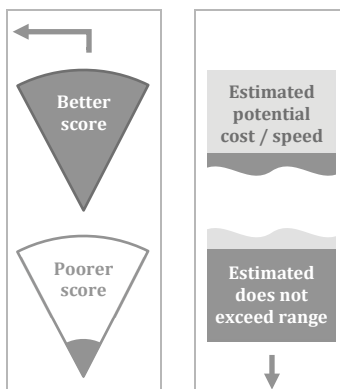 Better
score
Poorer
score
Estimated
potential
cost / speed
Estimated
does not
exceed range